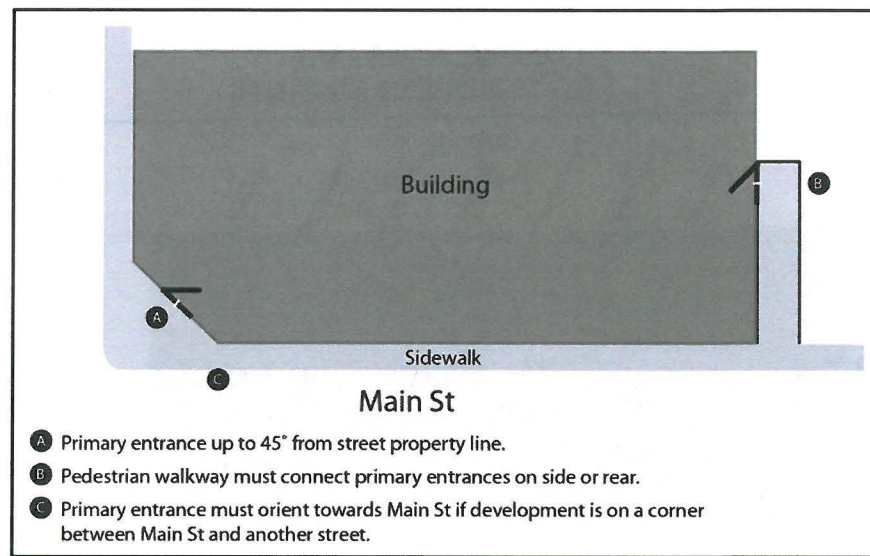 Building
B
A
Sidewalk
C
Main St
A Primary entrance up to 45° from street property line.
B Pedestrian walkway must connect primary entrances on side or rear.
C Primary entrance must orient towards Main St if development is on a corner
between Main St and another street.